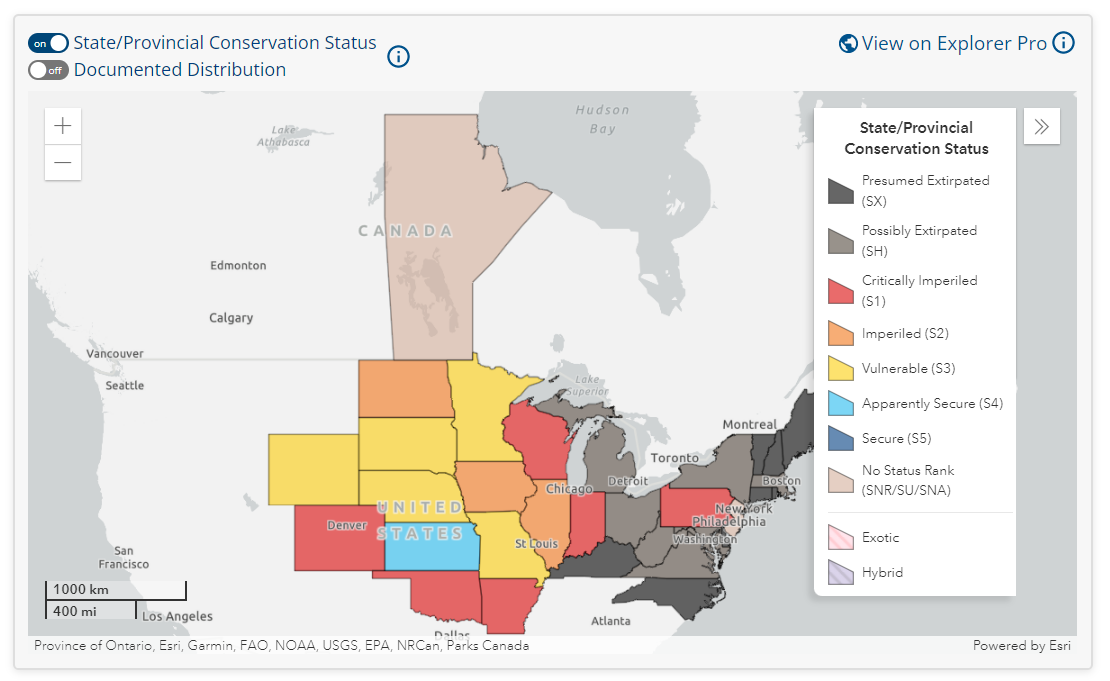 on State/Provincial Conservation Status
off Documented Distribution
View on Explorer Pro
Hudson
Bay
Lake
Athabasca
CANADA
Edmonton
Calgary
Vancouver
Seattle
Lake
Superior
Montreal
Toronto
Boston
Detroit
Chicago
New York
Philadelphia
Washington
UNITED
STATES
Denver
St Louis
San
Francisco
Los Angeles
Atlanta
Dallas
1000 km
400 mi
State/Provincial
Conservation Status
Presumed Extirpated
(SX)
Possibly Extirpated
(SH)
Critically Imperiled
(S1)
Imperiled (S2)
Vulnerable (S3)
Apparently Secure (S4)
Secure (S5)
No Status Rank
(SNR/SU/SNA)
Exotic
Hybrid
Province of Ontario, Esri, Garmin, FAO, NOAA, USGS, EPA, NRCan, Parks Canada
Powered by Esri